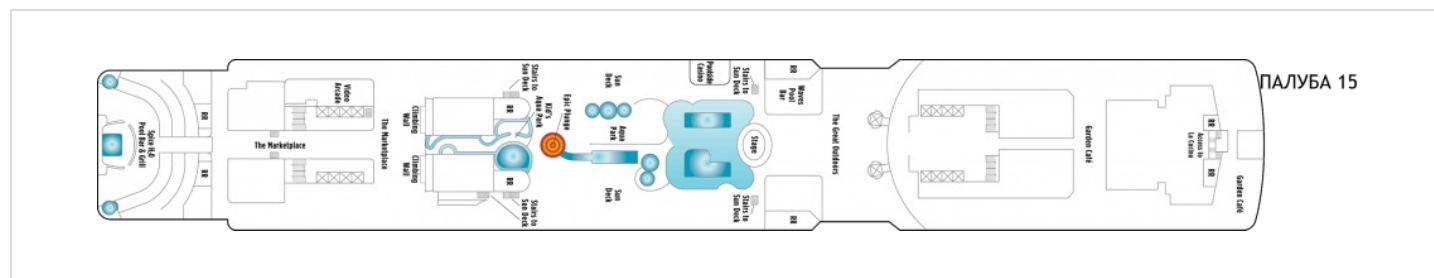 RR
Spice H2O
Pool Bar & Grill
RR
Video
Arcade
The Marketplace
The Marketplace
Climbing
Wall
Climbing
Wall
Stairs to
Sun Deck
RR
Kid's
Aqua Park
RR
Stairs to
Sun Deck
Epic Plunge
Sun
Deck
Aqua
Park
Sun
Deck
Poolside
Casino
Stairs to
Sun Deck
Stage
Stairs to
Sun Deck
RR
Waves
Pool
Bar
RR
The Great Outdoors
Garden Café
RR
Access to
La Cucina
RR
Garden Café
ПАЛУБА 15